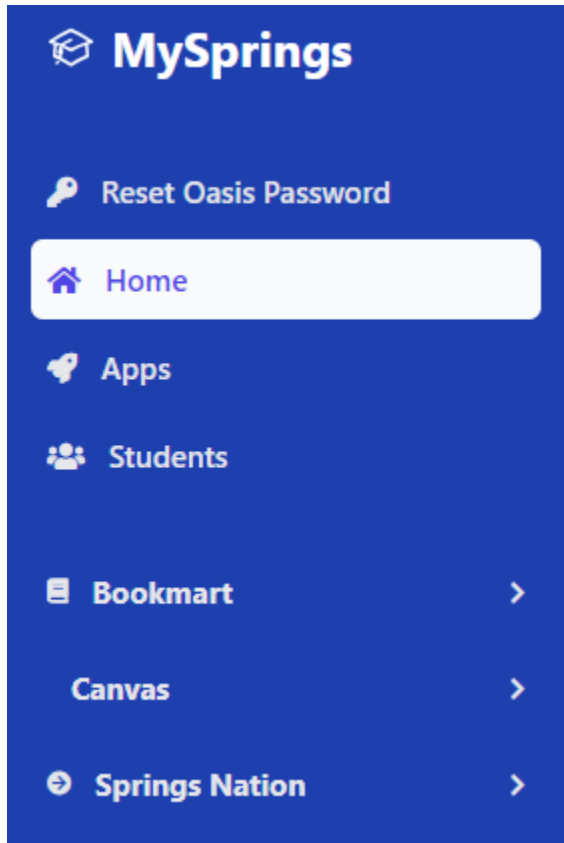 MySprings
Reset Oasis Password
Home
Apps
Students
Bookmart
Canvas
Springs Nation